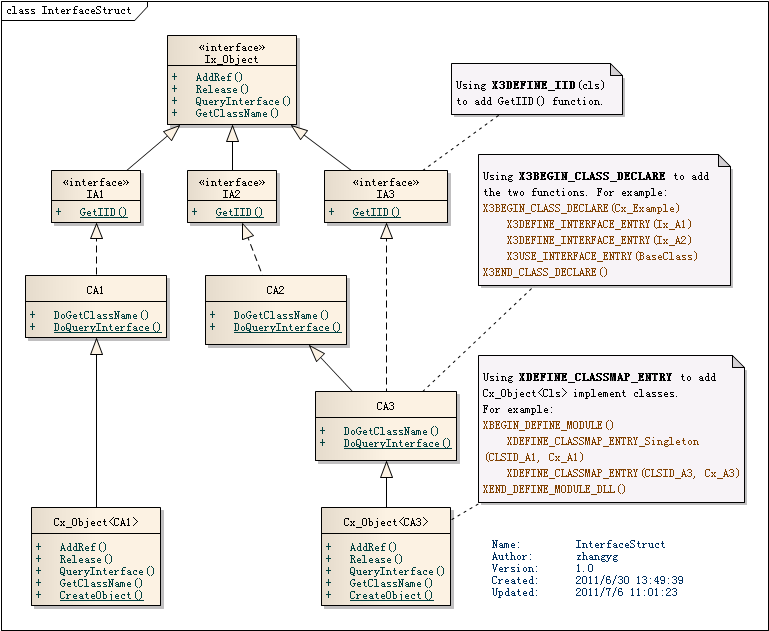 class InterfaceStruct
«interface»
Ix_Object
+ AddRef()
+ Release()
+ QueryInterface()
+ GetClassName()
Using X3DEFINE_IID(cls)
to add GetIID() function.
«interface»
IA1
+ GetIID()
«interface»
IA2
+ GetIID()
«interface»
IA3
+ GetIID()
Using X3BEGIN_CLASS_DECLARE to add
the two functions. For example:
X3BEGIN_CLASS_DECLARE(Cx_Example)
X3DEFINE_INTERFACE_ENTRY(Ix_A1)
X3DEFINE_INTERFACE_ENTRY(Ix_A2)
X3USE_INTERFACE_ENTRY(BaseClass)
X3END_CLASS_DECLARE()
CA1
+ DoGetClassName()
+ DoQueryInterface()
CA2
+ DoGetClassName()
+ DoQueryInterface()
CA3
+ DoGetClassName()
+ DoQueryInterface()
Using XDEFINE_CLASSMAP_ENTRY to add
Cx_Object<Cls> implement classes.
For example:
XBEGIN_DEFINE_MODULE()
XDEFINE_CLASSMAP_ENTRY_Singleton
(CLSID_A1, Cx_A1)
XDEFINE_CLASSMAP_ENTRY(CLSID_A3, Cx_A3)
XEND_DEFINE_MODULE_DLL()
Cx_Object<CA1>
+ AddRef()
+ Release()
+ QueryInterface()
+ GetClassName()
+ CreateObject()
Cx_Object<CA3>
+ AddRef()
+ Release()
+ QueryInterface()
+ GetClassName()
+ CreateObject()
Name: InterfaceStruct
Author: zhangyg
Version: 1.0
Created: 2011/6/30 13:49:39
Updated: 2011/7/6 11:01:23